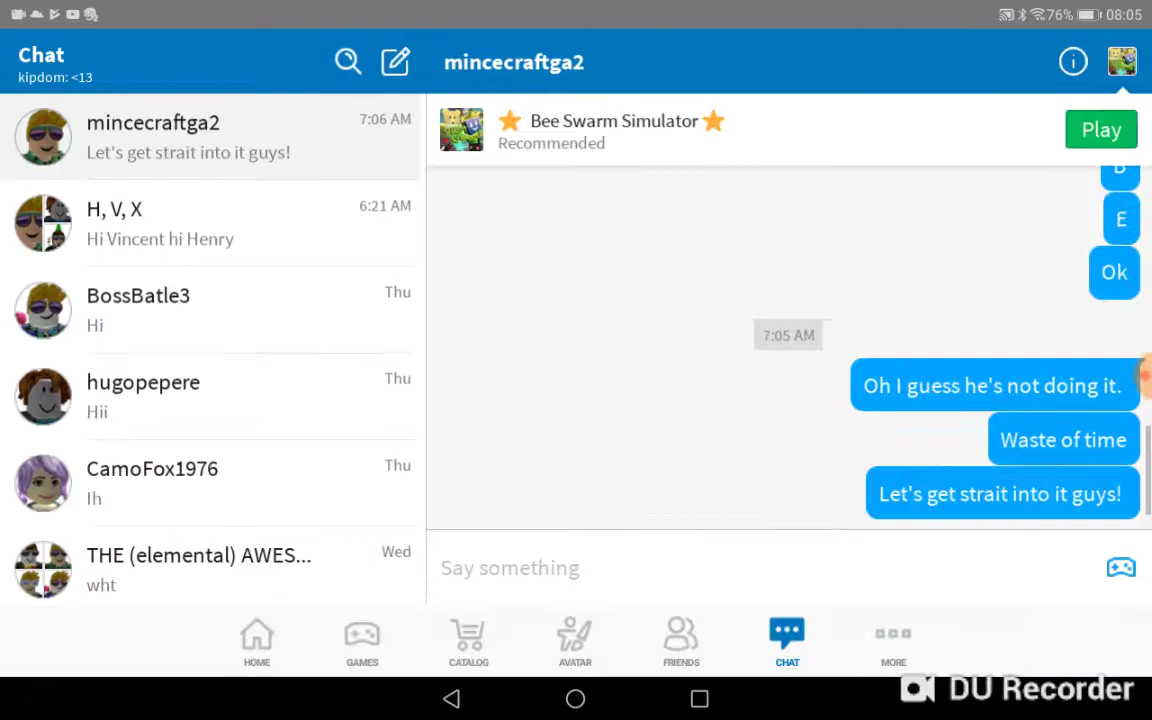 76% 08:05
Chat
kipdom: <13
mincecraftga2
mincecraftga2 7:06 AM
Let's get strait into it guys!
H, V, X 6:21 AM
Hi Vincent hi Henry
BossBatle3 Thu
Hi
hugopepere Thu
Hii
CamoFox1976 Thu
Ih
THE (elemental) AWES... Wed
wht
Bee Swarm Simulator
Recommended
Play
E
Ok
7:05 AM
Oh I guess he's not doing it.
Waste of time
Let's get strait into it guys!
Say something
HOME GAMES CATALOG AVATAR FRIENDS CHAT MORE
DU Recorder